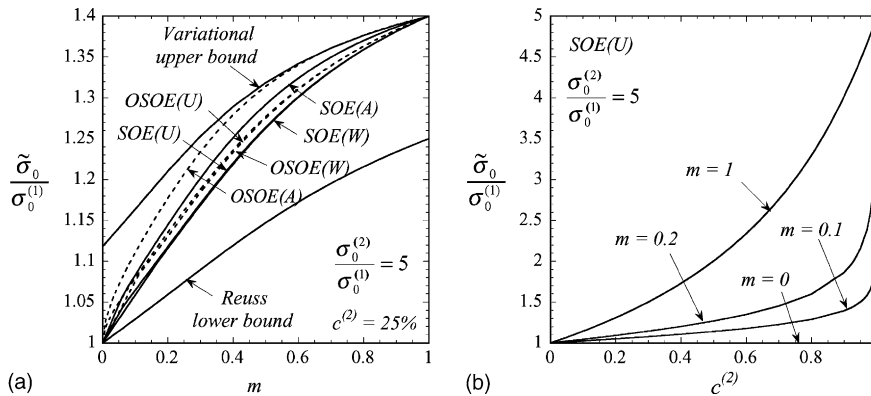 1.4
1.35
1.3
1.25
1.2
1.15
1.1
1.05
1
σ̃₀
σ₀⁽¹⁾
Variational
upper bound
OSOE(U)
SOE(U)
SOE(A)
SOE(W)
OSOE(W)
OSOE(A)
σ₀⁽²⁾
σ₀⁽¹⁾ = 5
Reuss
lower bound
c⁽²⁾ = 25%
0 0.2 0.4 0.6 0.8 1
(a) m
5
4.5
4
3.5
3
2.5
2
1.5
1
σ̃₀
σ₀⁽¹⁾
SOE(U)
σ₀⁽²⁾
σ₀⁽¹⁾ = 5
m = 1
m = 0.2
m = 0.1
m = 0
0 0.2 0.4 0.6 0.8
(b) c⁽²⁾